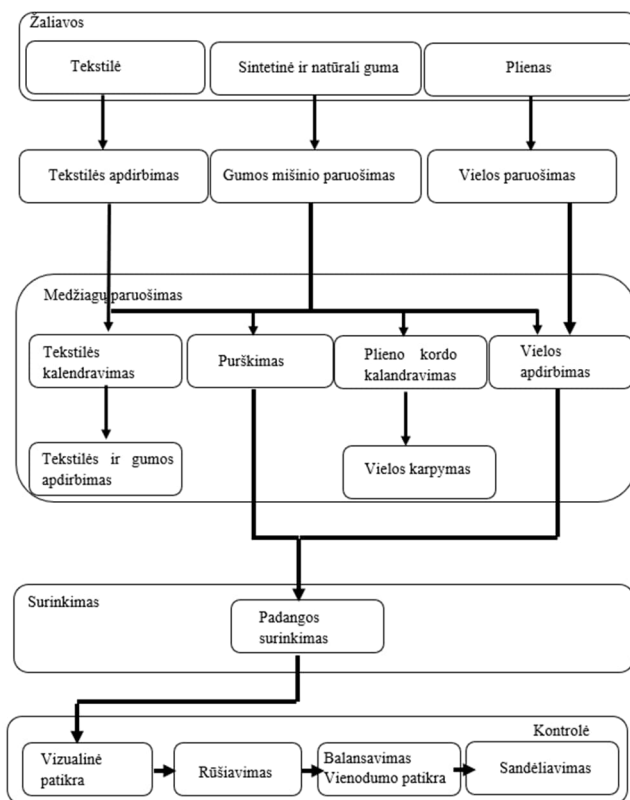 Žaliavos
Tekstilė
Sintetinė ir natūrali guma
Plienas
Tekstilės apdirbimas
Gumos mišinio paruošimas
Vielos paruošimas
Medžiagų paruošimas
Tekstilės
kalendravimas
Purškimas
Plieno kordo
kalandravimas
Vielos
apdirbimas
Tekstilės ir gumos
apdirbimas
Vielos karpymas
Surinkimas
Padangos
surinkimas
Kontrolė
Vizualinė
patikra
Rūšiavimas
Balansavimas
Vienodumo patikra
Sandėliavimas